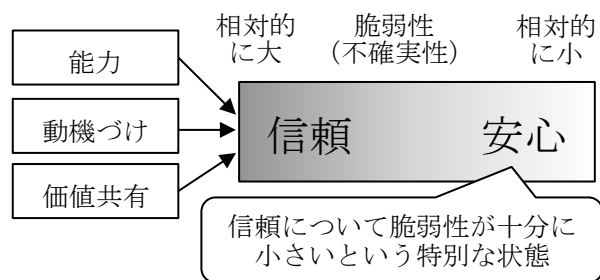 相対的
に大
脆弱性
（不確実性）
相対的
に小
能力
動機づけ
価値共有
信頼
安心
信頼について脆弱性が十分に
小さいという特別な状態